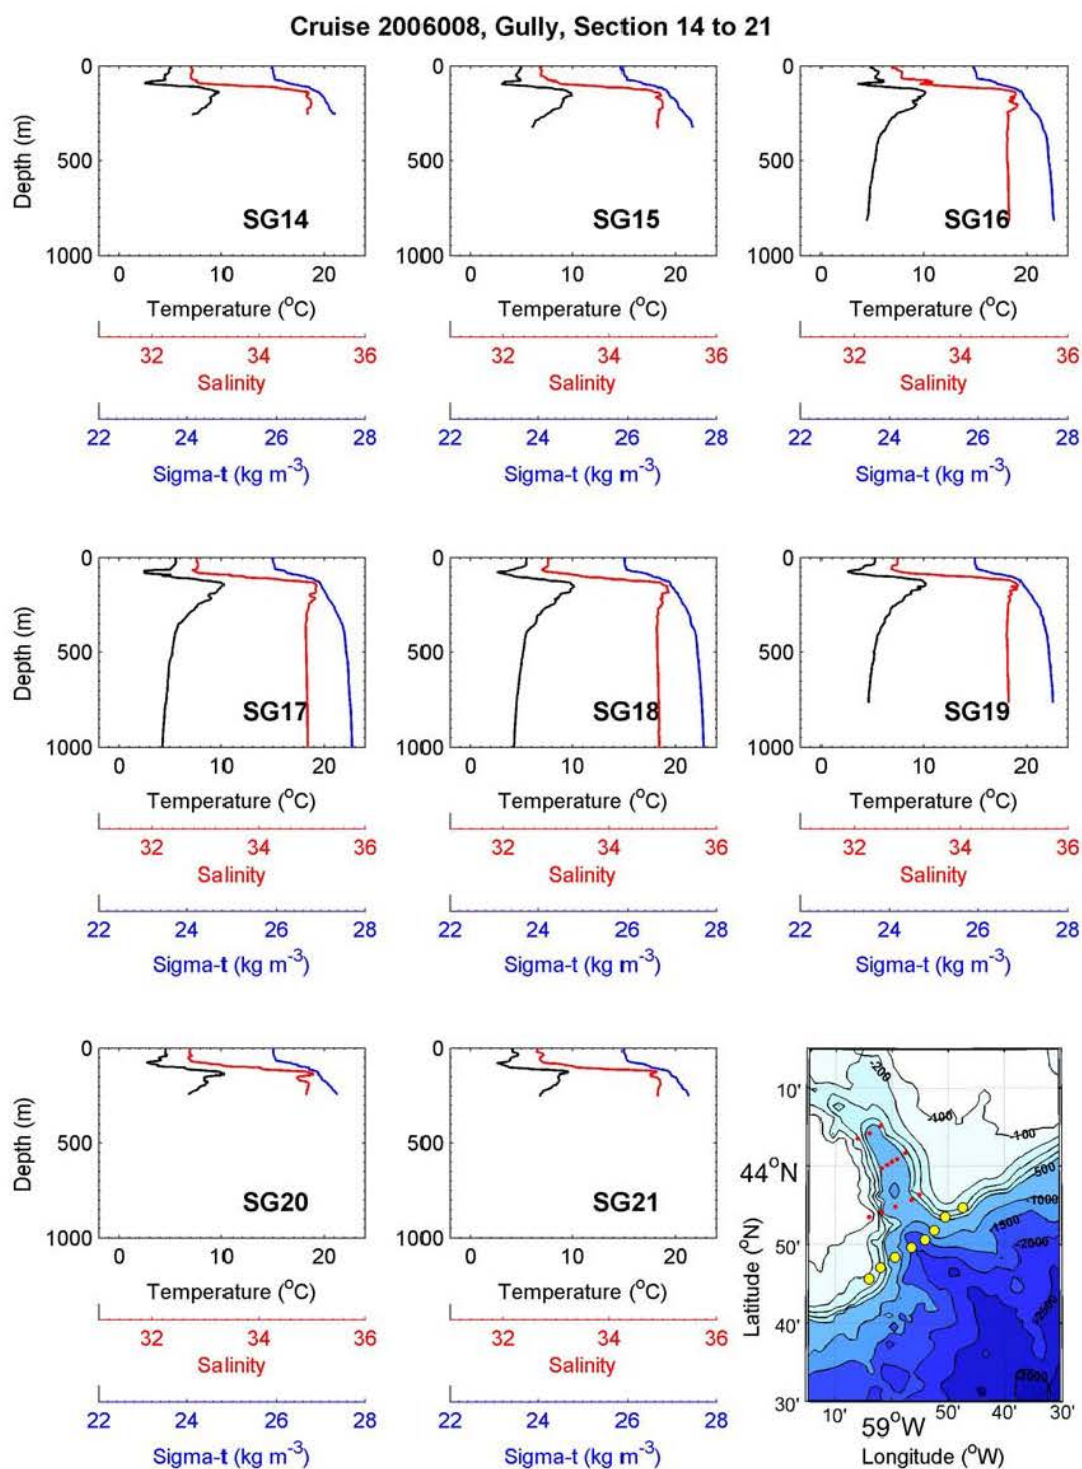 Cruise 2006008, Gully, Section 14 to 21
0
500
1000
Depth (m)
SG14
0 10 20
Temperature (°C)
32 34 36
Salinity
22 24 26 28
Sigma-t (kg m-3)
0
500
1000
SG15
0 10 20
Temperature (°C)
32 34 36
Salinity
22 24 26 28
Sigma-t (kg m-3)
0
500
1000
SG16
0 10 20
Temperature (°C)
32 34 36
Salinity
22 24 26 28
Sigma-t (kg m-3)
0
500
1000
Depth (m)
SG17
0 10 20
Temperature (°C)
32 34 36
Salinity
22 24 26 28
Sigma-t (kg m-3)
0
500
1000
SG18
0 10 20
Temperature (°C)
32 34 36
Salinity
22 24 26 28
Sigma-t (kg m-3)
0
500
1000
SG19
0 10 20
Temperature (°C)
32 34 36
Salinity
22 24 26 28
Sigma-t (kg m-3)
0
500
1000
Depth (m)
SG20
0 10 20
Temperature (°C)
32 34 36
Salinity
22 24 26 28
Sigma-t (kg m-3)
0
500
1000
SG21
0 10 20
Temperature (°C)
32 34 36
Salinity
22 24 26 28
Sigma-t (kg m-3)
10'
44°N
50'
40'
30'
Latitude (°N)
-200
-100
-100
-500
-1000
-1500
-2000
-2500
-3000
10' 59°W 50' 40' 30'
Longitude (°W)